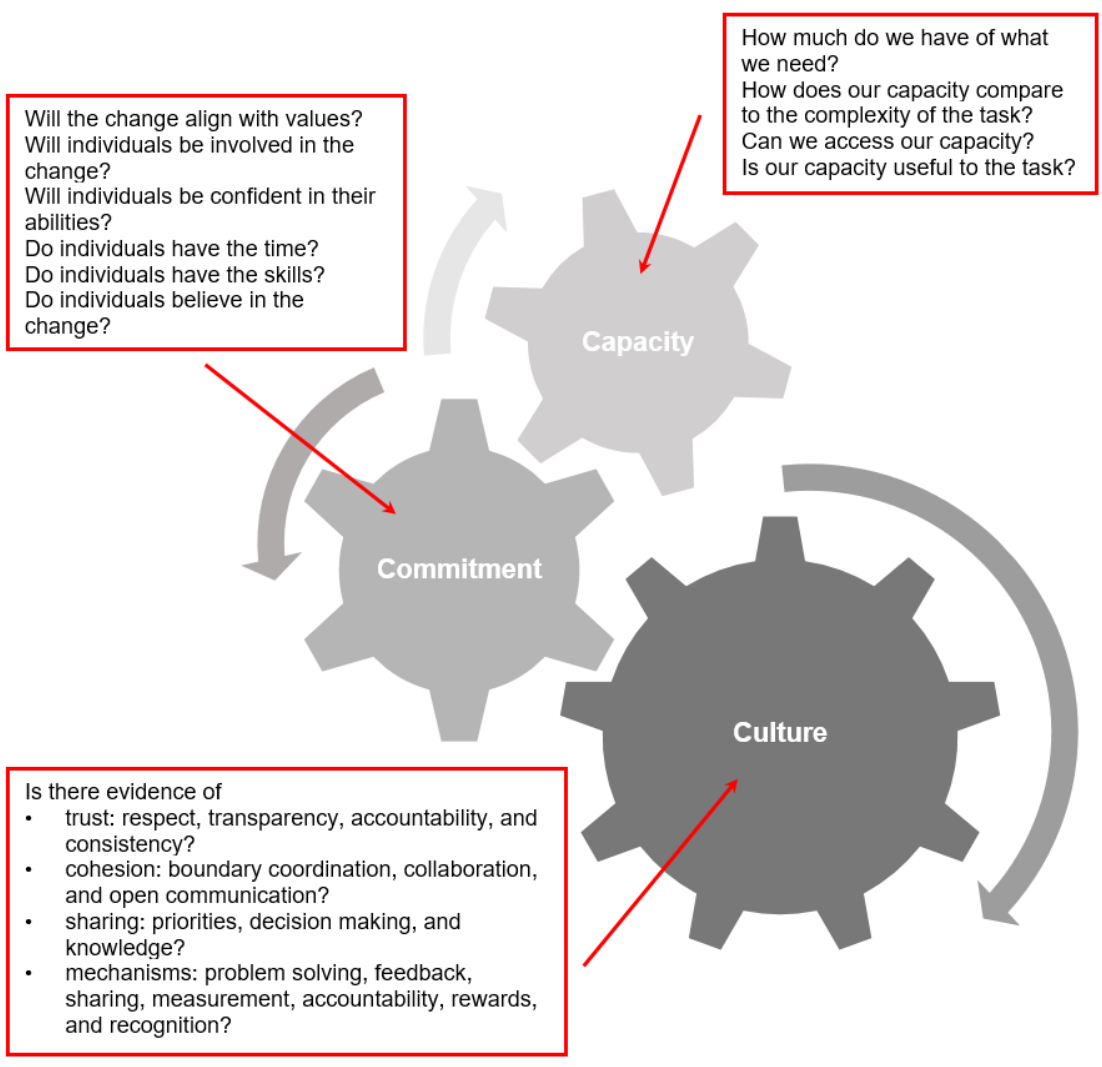 How much do we have of what
we need?
How does our capacity compare
to the complexity of the task?
Can we access our capacity?
Is our capacity useful to the task?
Will the change align with values?
Will individuals be involved in the
change?
Will individuals be confident in their
abilities?
Do individuals have the time?
Do individuals have the skills?
Do individuals believe in the
change?
Capacity
Commitment
Culture
Is there evidence of
• trust: respect, transparency, accountability, and
consistency?
• cohesion: boundary coordination, collaboration,
and open communication?
• sharing: priorities, decision making, and
knowledge?
• mechanisms: problem solving, feedback,
sharing, measurement, accountability, rewards,
and recognition?